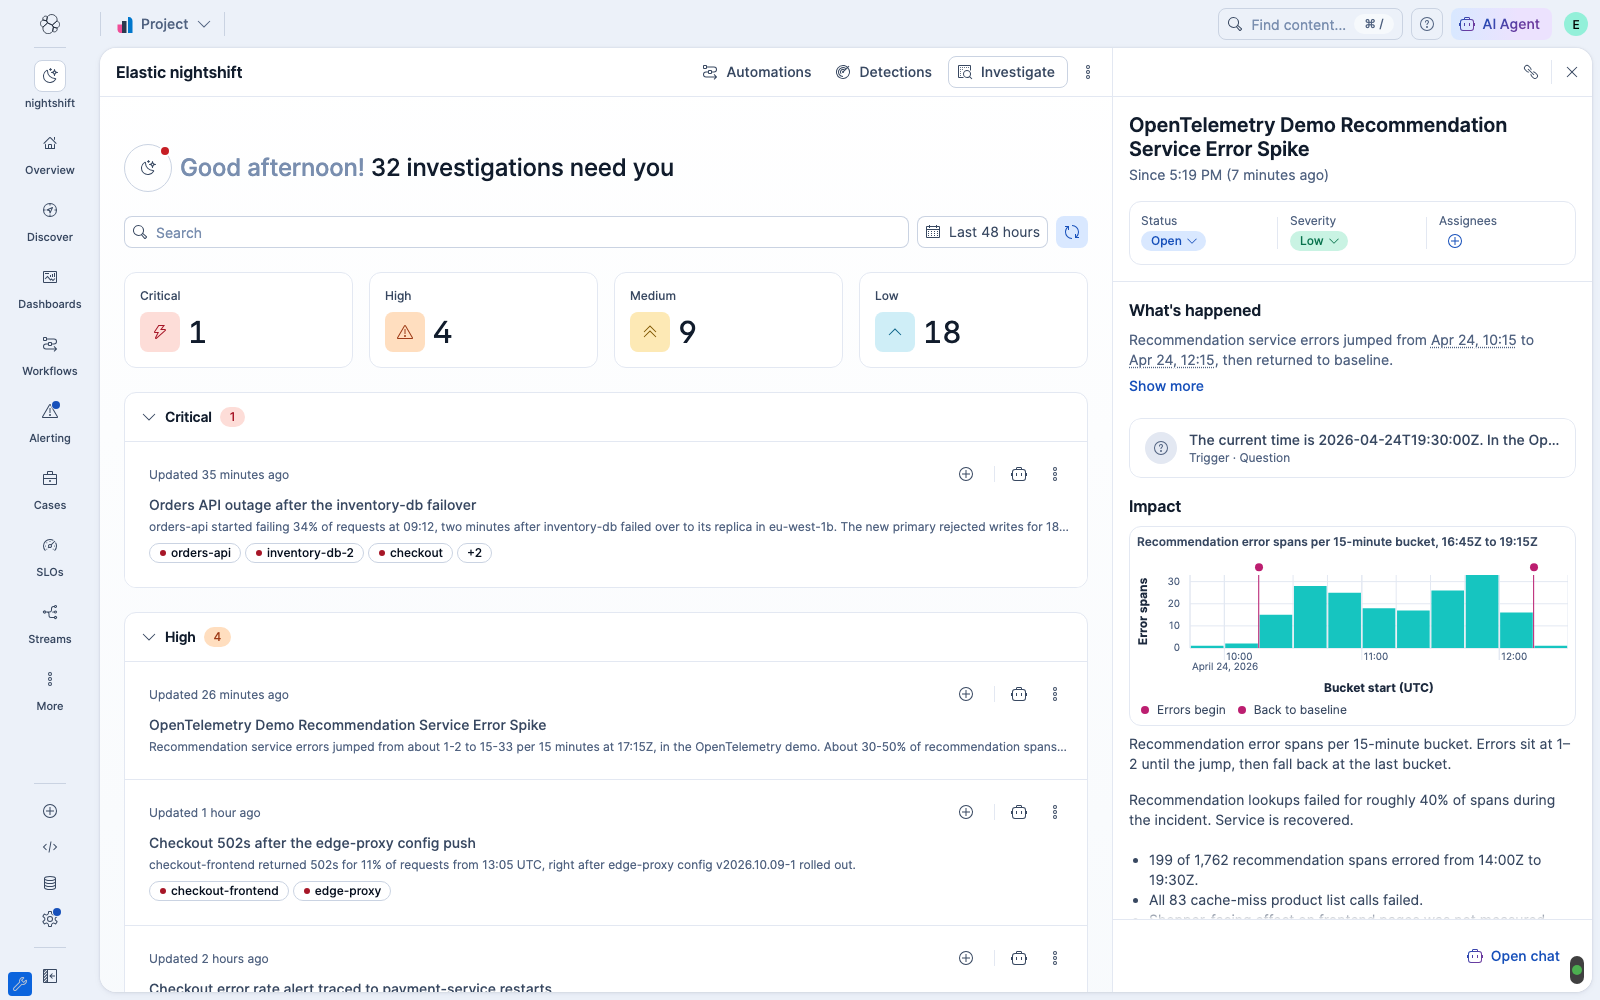 Project
Find content...
⌘ /
AI Agent
E
nightshift
Overview
Discover
Dashboards
Workflows
Alerting
Cases
SLOs
Streams
More
Elastic nightshift
Automations
Detections
Investigate
Good afternoon! 32 investigations need you
Search
Last 48 hours
Critical
1
High
4
Medium
9
Low
18
Critical 1
Updated 35 minutes ago
Orders API outage after the inventory-db failover
orders-api started failing 34% of requests at 09:12, two minutes after inventory-db failed over to its replica in eu-west-1b. The new primary rejected writes for 18...
orders-api
inventory-db-2
checkout
+2
High 4
Updated 26 minutes ago
OpenTelemetry Demo Recommendation Service Error Spike
Recommendation service errors jumped from about 1-2 to 15-33 per 15 minutes at 17:15Z, in the OpenTelemetry demo. About 30-50% of recommendation spans...
Updated 1 hour ago
Checkout 502s after the edge-proxy config push
checkout-frontend returned 502s for 11% of requests from 13:05 UTC, right after edge-proxy config v2026.10.09-1 rolled out.
checkout-frontend
edge-proxy
Updated 2 hours ago
Checkout error rate alert traced to payment-service restarts
OpenTelemetry Demo Recommendation
Service Error Spike
Since 5:19 PM (7 minutes ago)
Status
Open
Severity
Low
Assignees
What's happened
Recommendation service errors jumped from Apr 24, 10:15 to
Apr 24, 12:15, then returned to baseline.
Show more
The current time is 2026-04-24T19:30:00Z. In the Op...
Trigger · Question
Impact
Recommendation error spans per 15-minute bucket, 16:45Z to 19:15Z
Error spans
30
20
10
0
10:00
April 24, 2026
11:00
12:00
Bucket start (UTC)
Errors begin
Back to baseline
Recommendation error spans per 15-minute bucket. Errors sit at 1–
2 until the jump, then fall back at the last bucket.
Recommendation lookups failed for roughly 40% of spans during
the incident. Service is recovered.
199 of 1,762 recommendation spans errored from 14:00Z to
19:30Z.
All 83 cache-miss product list calls failed.
Shopper-facing effect on frontend pages was not measured.
Open chat